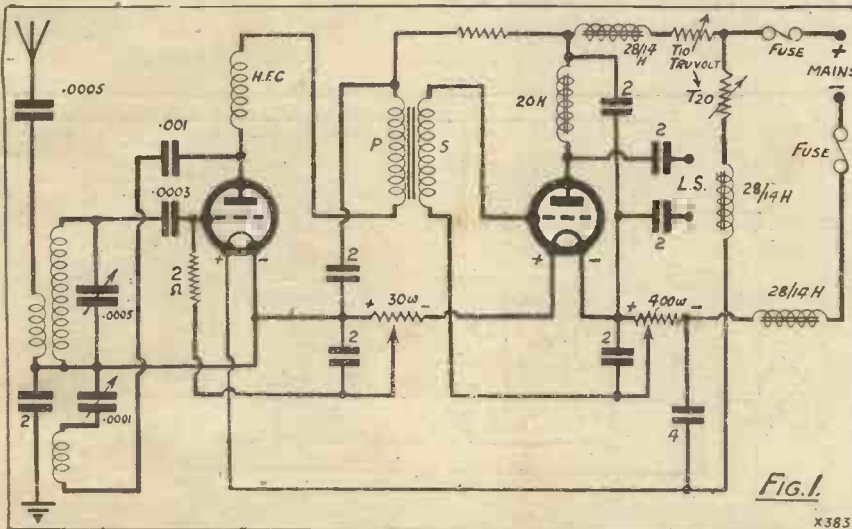 .0005
H.F.C
.001
.0003
2
Ω
.0005
2
.0001
P
S
2
2
+
-
+ 30ω -
28/14
H
T10
TRUVOLT
T20
FUSE
+
MAINS
-
FUSE
20H
2
2
L.S.
2
28/14H
+
-
+ 400ω -
28/14H
2
4
FIG.1.
X383